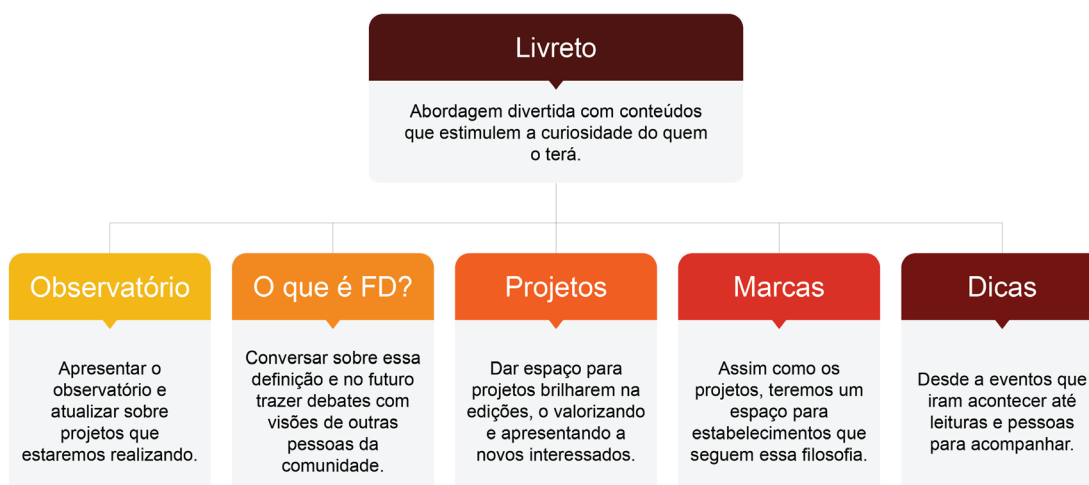 Livreto
Abordagem divertida com conteúdos
que estimulem a curiosidade do quem
o terá.
Observatório
Apresentar o
observatório e
atualizar sobre
projetos que
estaremos realizando.
O que é FD?
Conversar sobre essa
definição e no futuro
trazer debates com
visões de outras
pessoas da
comunidade.
Projetos
Dar espaço para
projetos brilharem na
edições, o valorizando
e apresentando a
novos interessados.
Marcas
Assim como os
projetos, teremos um
espaço para
estabelecimentos que
seguem essa filosofia.
Dicas
Desde a eventos que
iram acontecer até
leituras e pessoas
para acompanhar.